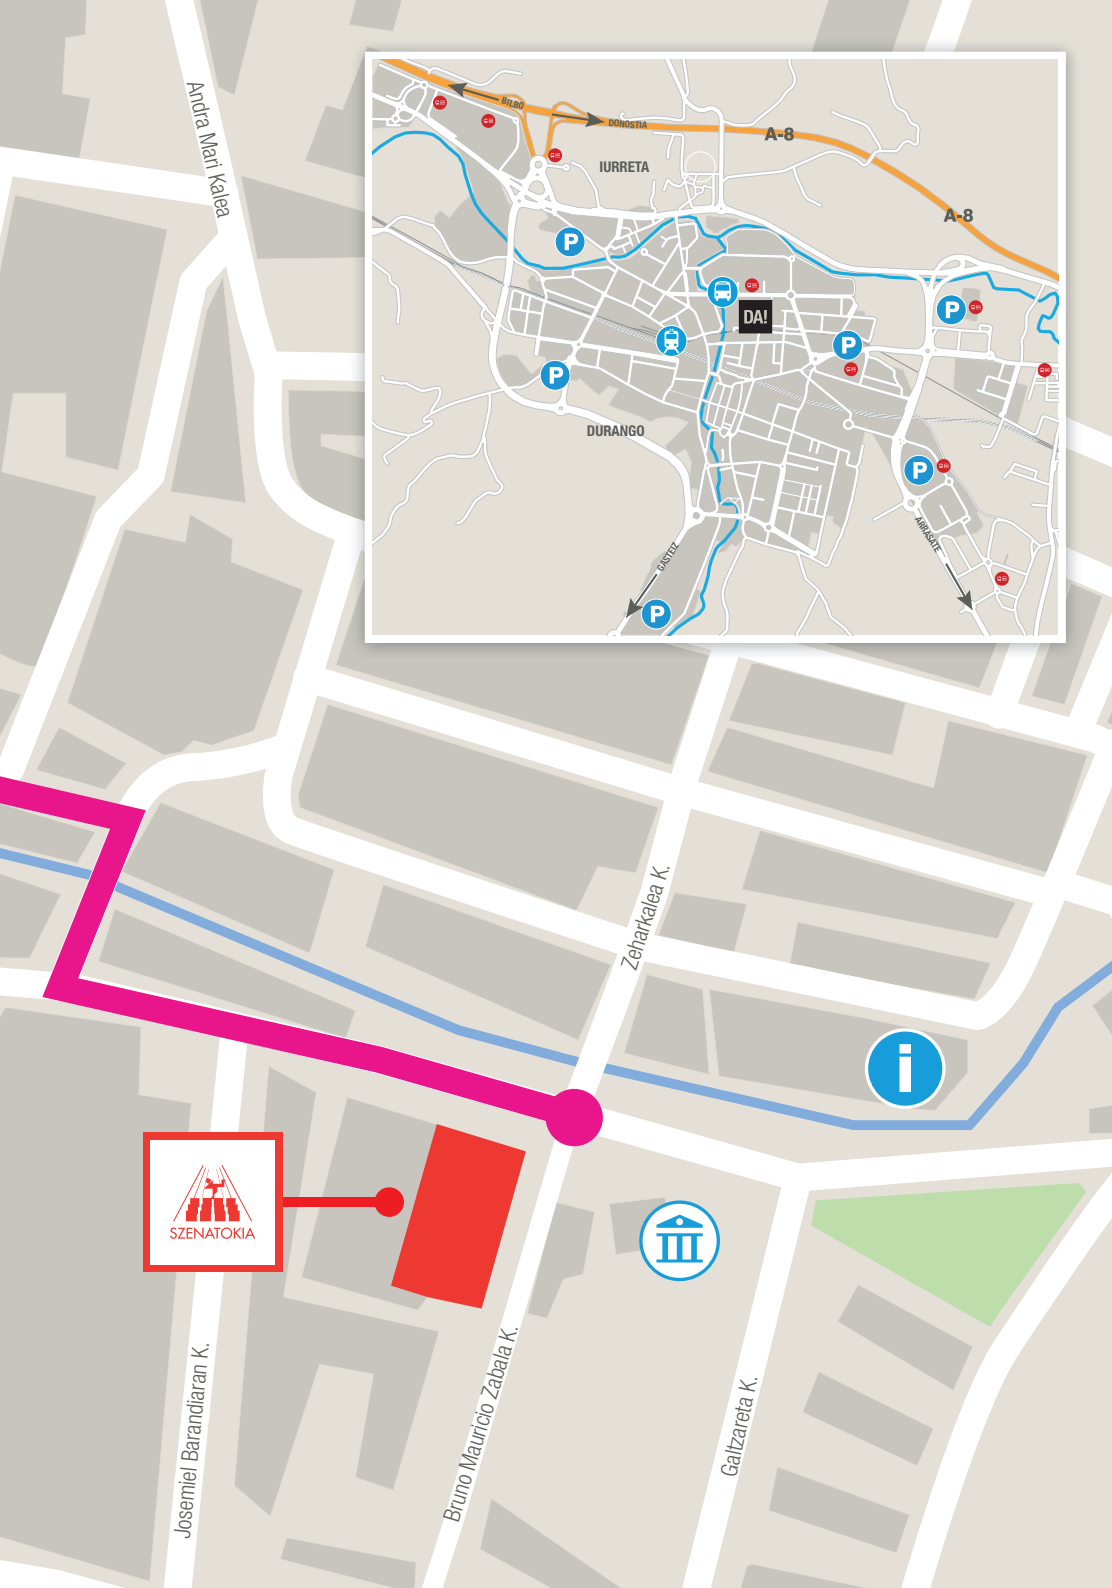 Andra Mari Kalea
BILBO
DONOSTIA
A-8
IURRETA
A-8
P
P
DA!
P
P
DURANGO
P
ARRASATE
GASTEIZ
P
Zeharkalea K.
i
SZENATOKIA
Josemiel Barandiaran K.
Bruno Mauricio Zabala K.
Galtzareta K.